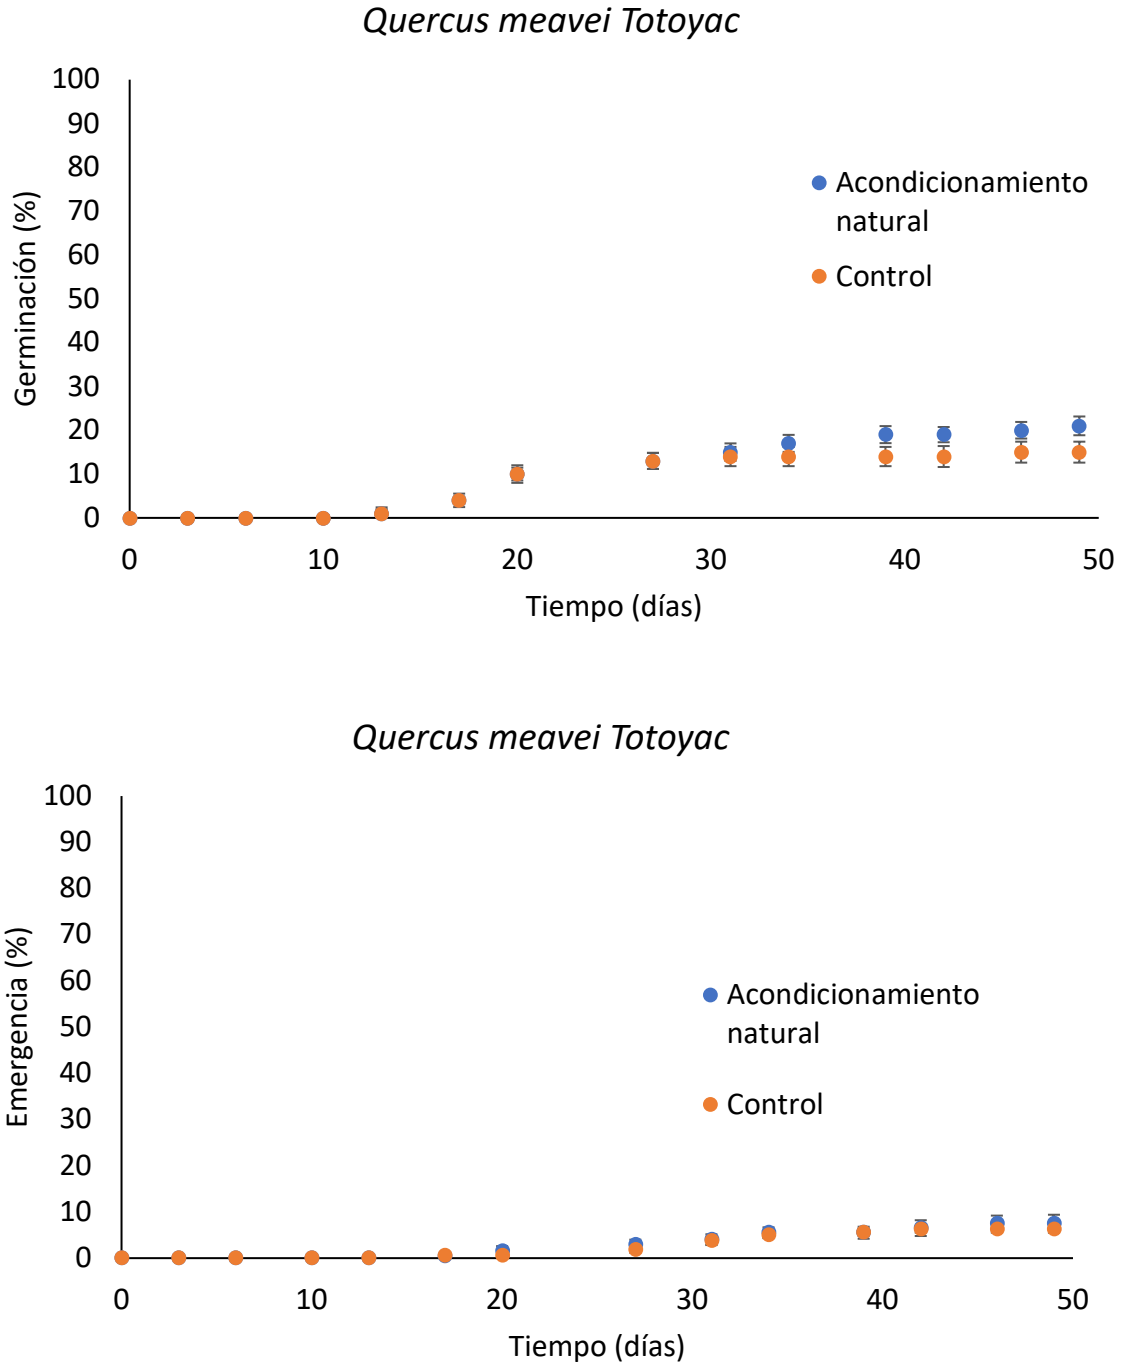 Quercus meavei Totoyac
100
90
80
70
60
50
40
30
20
10
0
Germinación (%)
Acondicionamiento
natural
Control
0 10 20 30 40 50
Tiempo (días)
Quercus meavei Totoyac
100
90
80
70
60
50
40
30
20
10
0
Emergencia (%)
Acondicionamiento
natural
Control
0 10 20 30 40 50
Tiempo (días)